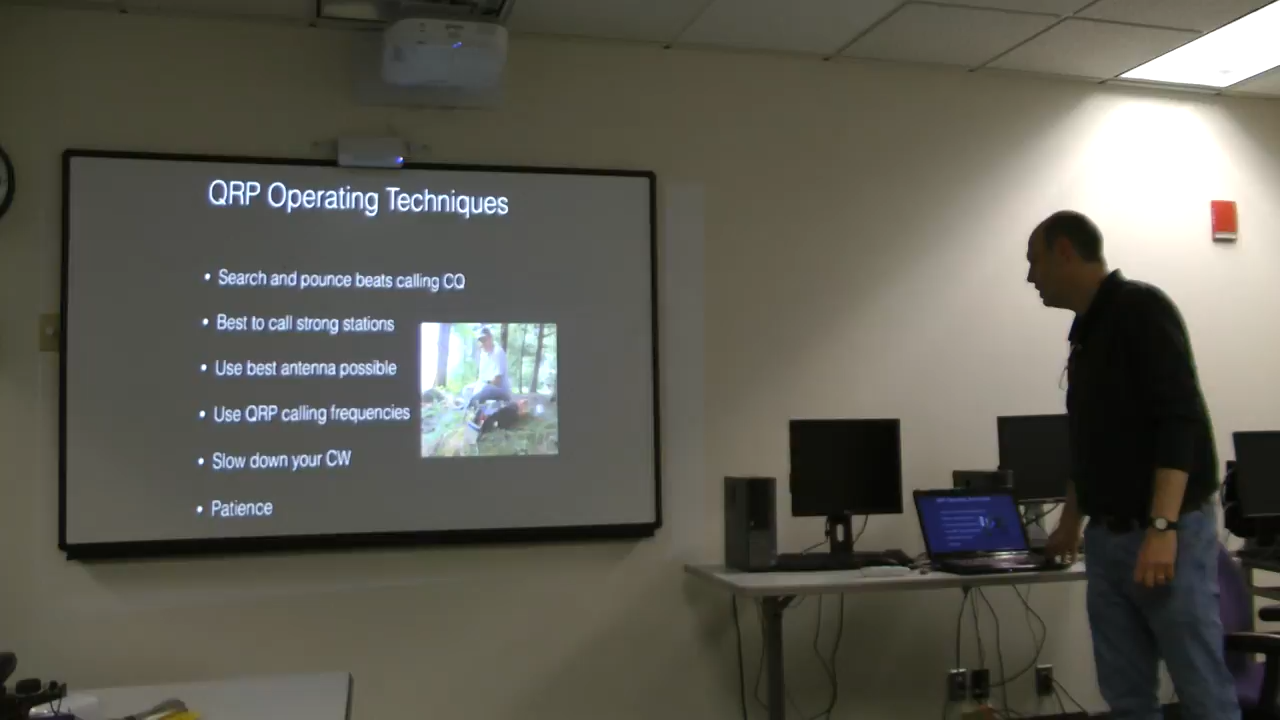 QRP Operating Techniques
• Search and pounce beats calling CQ
• Best to call strong stations
• Use best antenna possible
• Use QRP calling frequencies
• Slow down your CW
• Patience